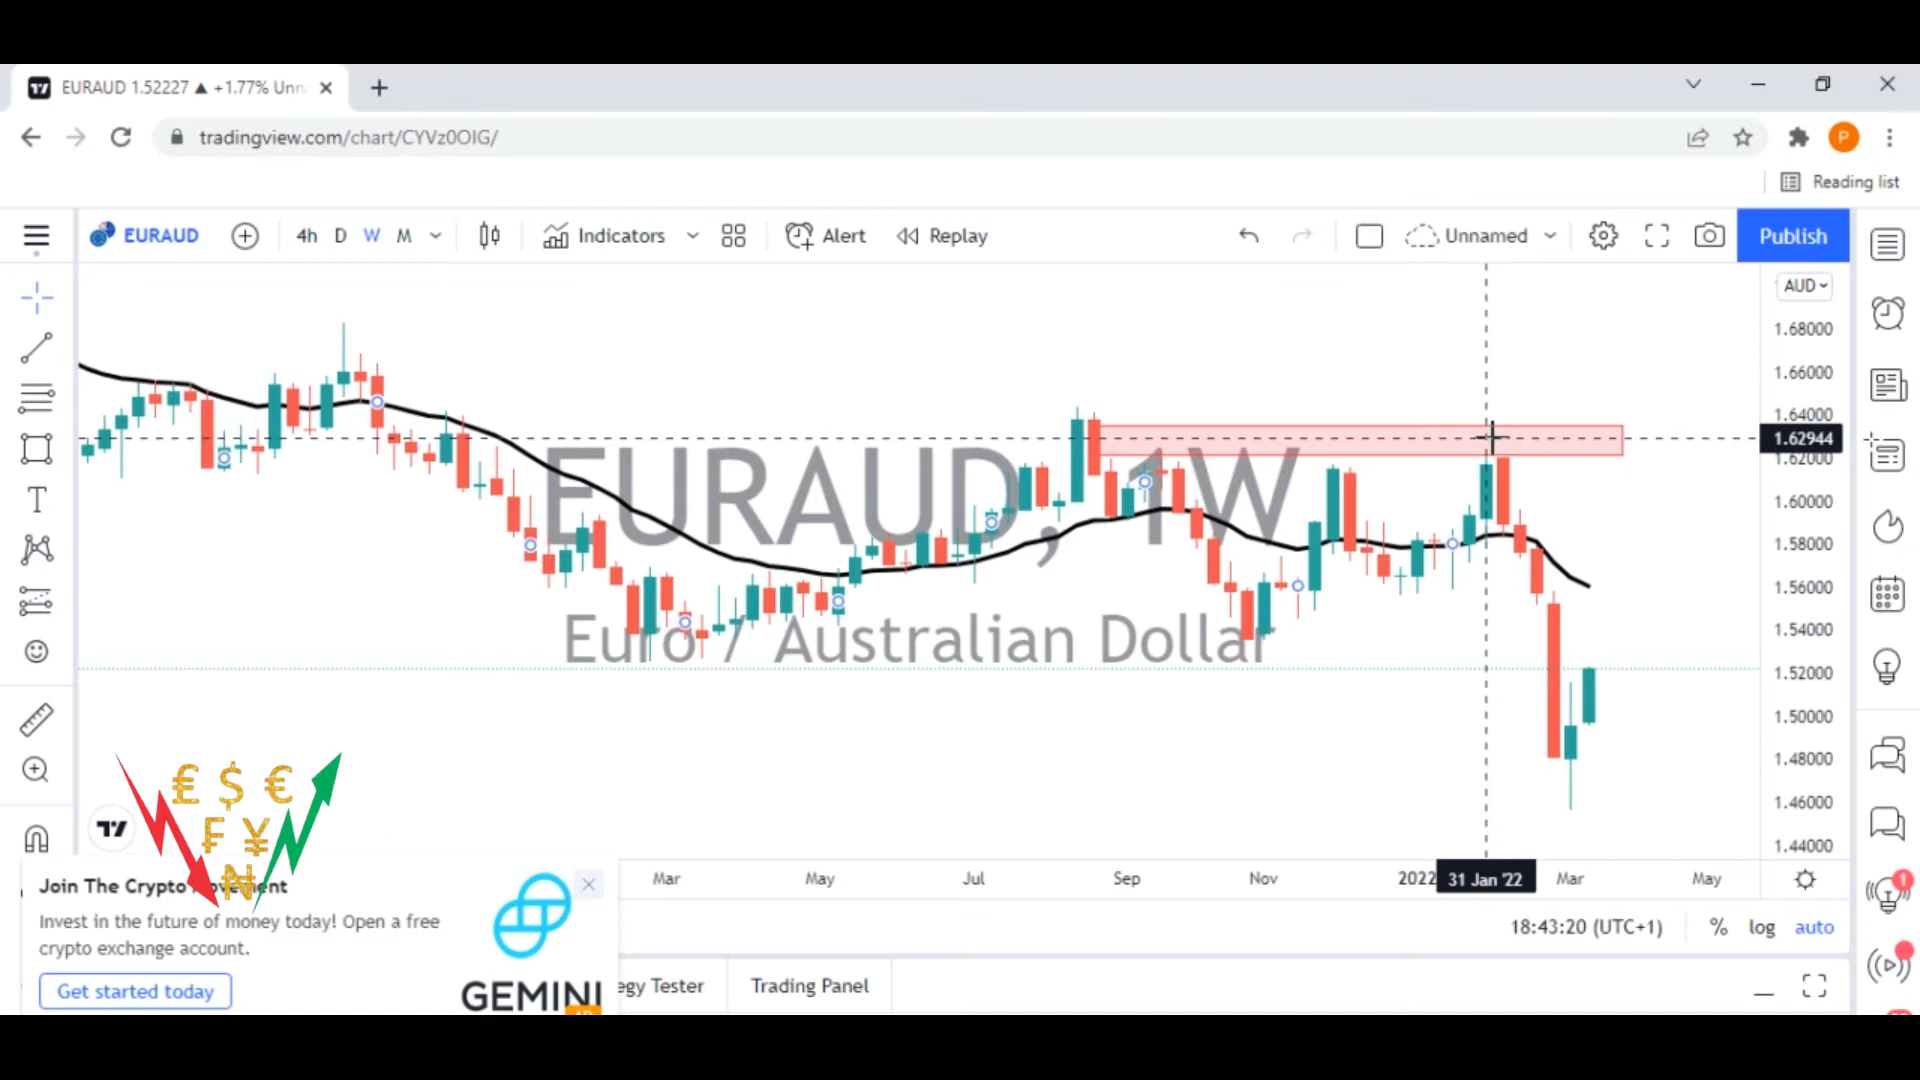 EURAUD 1.52227 ▲ +1.77% Unn
tradingview.com/chart/CYVz0OIG/
P
Reading list
EURAUD
4h D W M
Indicators
Alert
Replay
Unnamed
Publish
AUD
1.68000
1.66000
1.64000
1.62944
1.62000
1.60000
1.58000
1.56000
1.54000
1.52000
1.50000
1.48000
1.46000
1.44000
EURAUD, 1W
Euro / Australian Dollar
T
£ $ €
₣ ¥
₦
Mar May Jul Sep Nov 2022 31 Jan '22 Mar May
18:43:20 (UTC+1) % log auto
Join The Crypto Movement
Invest in the future of money today! Open a free
crypto exchange account.
Get started today
GEMINI
egy Tester
Trading Panel
1